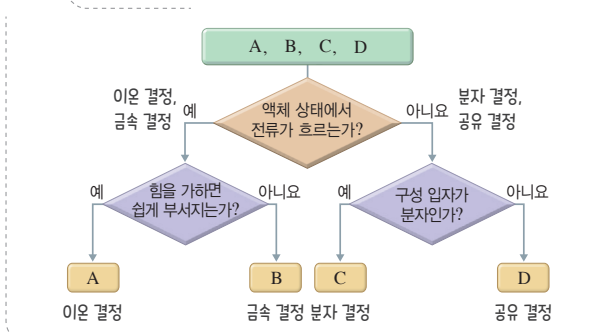 A, B, C, D
이온 결정,
금속 결정
예
액체 상태에서
전류가 흐르는가?
아니요
분자 결정,
공유 결정
예
힘을 가하면
쉽게 부서지는가?
아니요
예
구성 입자가
분자인가?
아니요
A
B
C
D
이온 결정
금속 결정
분자 결정
공유 결정